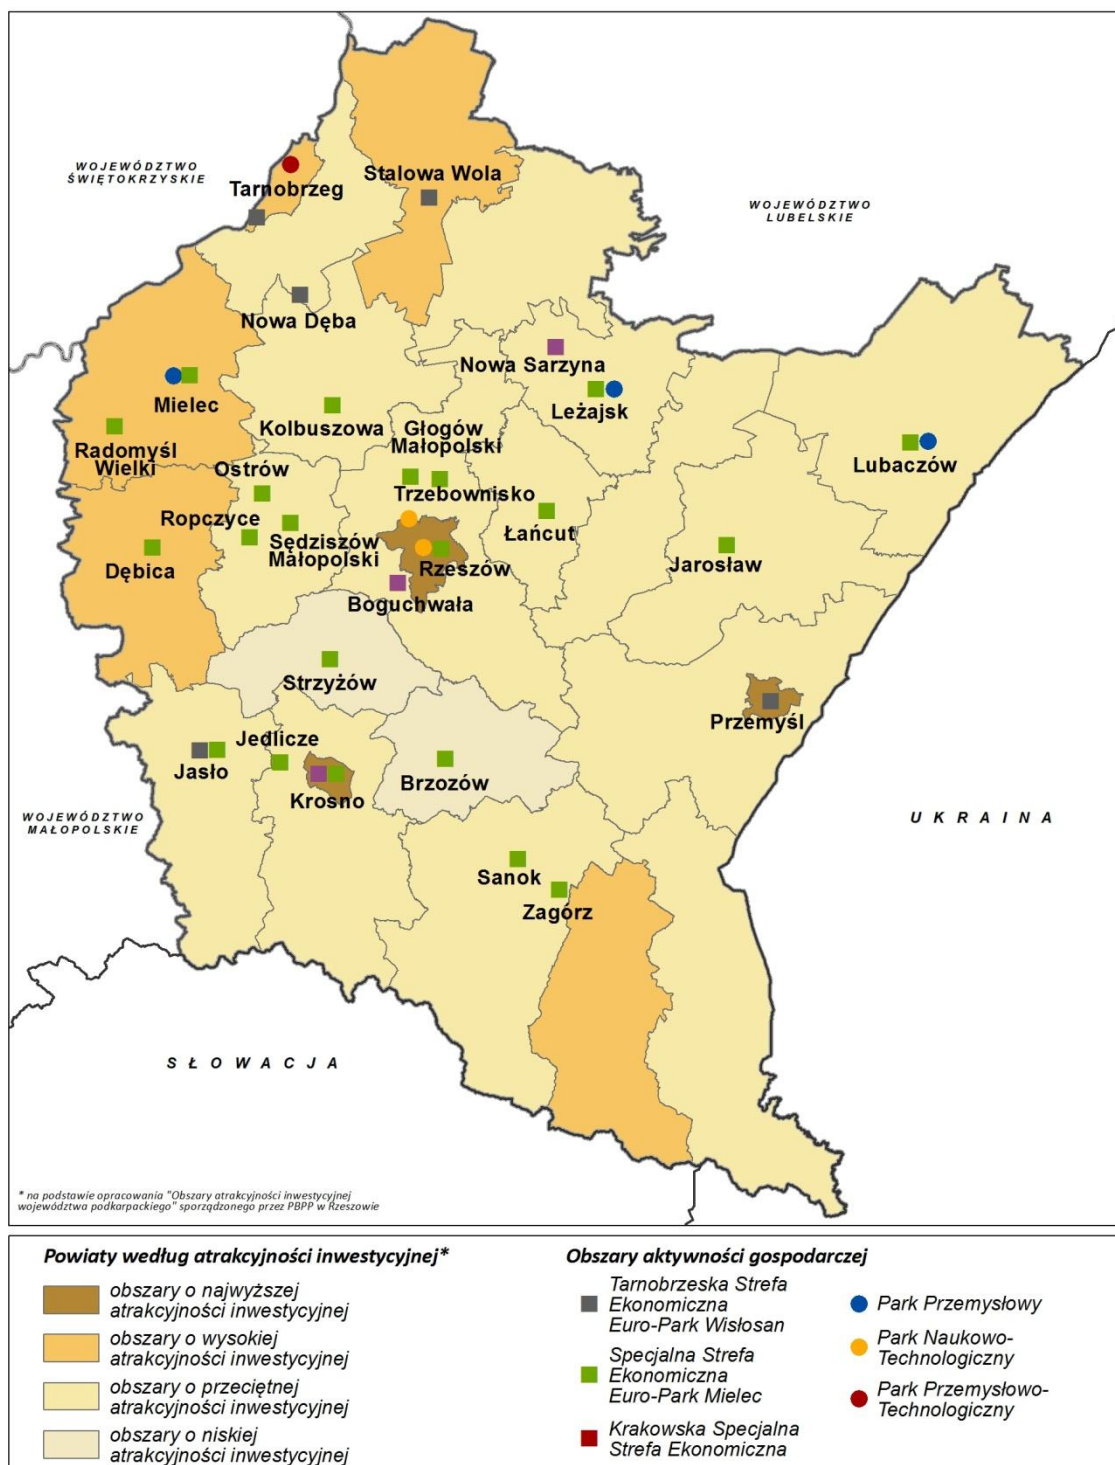 WOJEWÓDZTWO
ŚWIĘTOKRZYSKIE
Tarnobrzeg
Stalowa Wola
WOJEWÓDZTWO
LUBELSKIE
Nowa Dęba
Nowa Sarzyna
Mielec
Leżajsk
Kolbuszowa
Głogów
Małopolski
Radomyśl
Wielki
Lubaczów
Ostrów
Trzebownisko
Ropczyce
Łańcut
Sędziszów
Małopolski
Dębica
Rzeszów
Jarosław
Boguchwała
Strzyżów
Przemyśl
Jedlicze
Jasło
Krosno
Brzozów
WOJEWÓDZTWO
MAŁOPOLSKIE
UKRAINA
Sanok
Zagórz
SŁOWACJA
* na podstawie opracowania "Obszary atrakcyjności inwestycyjnej
województwa podkarpackiego" sporządzonego przez PBPP w Rzeszowie
Powiaty według atrakcyjności inwestycyjnej*
obszary o najwyższej
atrakcyjności inwestycyjnej
obszary o wysokiej
atrakcyjności inwestycyjnej
obszary o przeciętnej
atrakcyjności inwestycyjnej
obszary o niskiej
atrakcyjności inwestycyjnej
Obszary aktywności gospodarczej
Tarnobrzeska Strefa
Ekonomiczna
Euro-Park Wisłosan
Specjalna Strefa
Ekonomiczna
Euro-Park Mielec
Krakowska Specjalna
Strefa Ekonomiczna
Park Przemysłowy
Park Naukowo-
Technologiczny
Park Przemysłowo-
Technologiczny